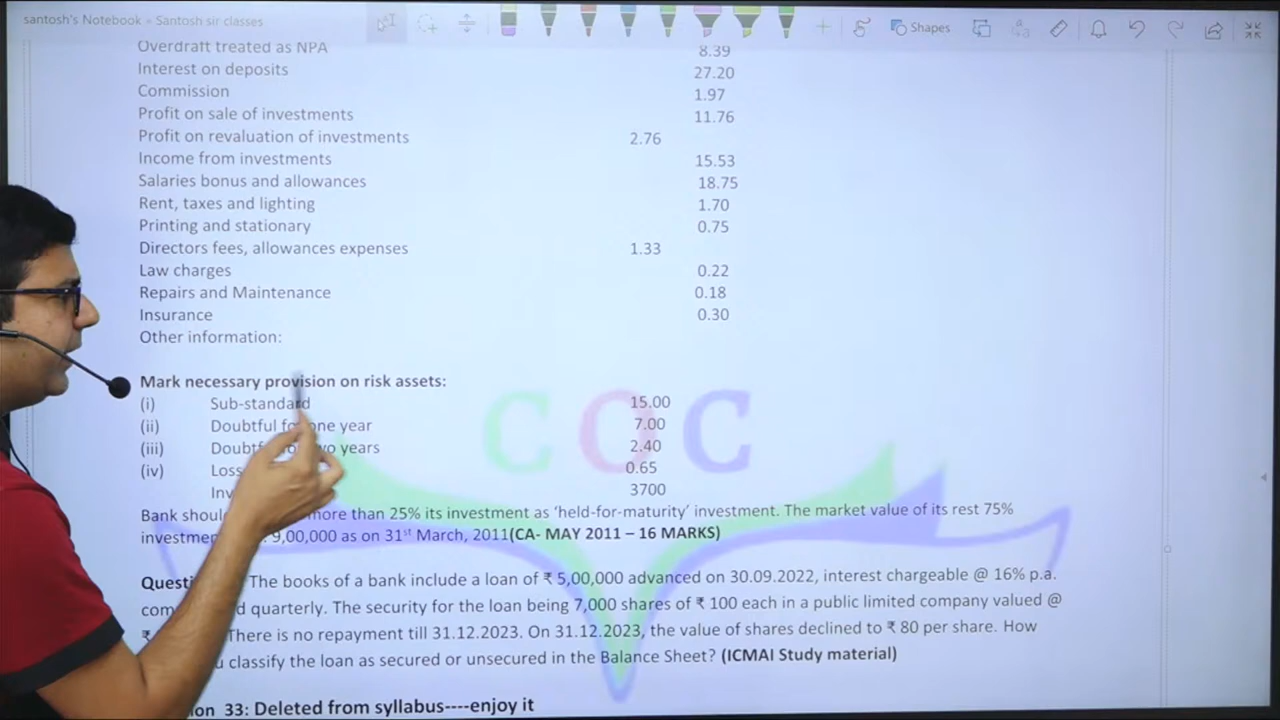 santosh's Notebook - Santosh sir classes
Shapes
Overdraft treated as NPA 8.39
Interest on deposits 27.20
Commission 1.97
Profit on sale of investments 11.76
Profit on revaluation of investments 2.76
Income from investments 15.53
Salaries bonus and allowances 18.75
Rent, taxes and lighting 1.70
Printing and stationary 0.75
Directors fees, allowances expenses 1.33
Law charges 0.22
Repairs and Maintenance 0.18
Insurance 0.30
Other information:
Mark necessary provision on risk assets:
(i) Sub-standard 15.00
(ii) Doubtful for one year 7.00
(iii) two years 2.40
(iv) Loss 0.65
3700
COC
Bank more than 25% its investment as 'held-for-maturity' investment. The market value of its rest 75%
9,00,000 as on 31st March, 2011(CA- MAY 2011 – 16 MARKS)
The books of a bank include a loan of ₹ 5,00,000 advanced on 30.09.2022, interest chargeable @ 16% p.a.
quarterly. The security for the loan being 7,000 shares of ₹ 100 each in a public limited company valued @
₹ There is no repayment till 31.12.2023. On 31.12.2023, the value of shares declined to ₹ 80 per share. How
classify the loan as secured or unsecured in the Balance Sheet? (ICMAI Study material)
33: Deleted from syllabus----enjoy it